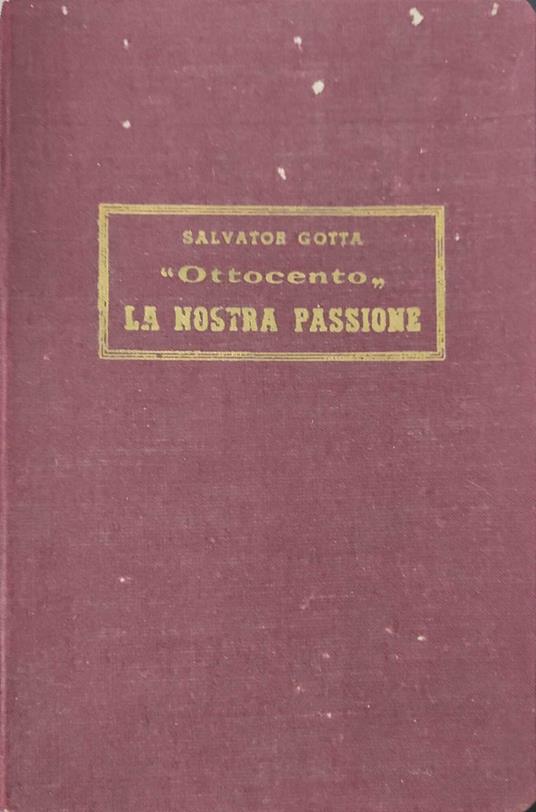 SALVATOR GOTTA
“Ottocento„
LA NOSTRA PASSIONE